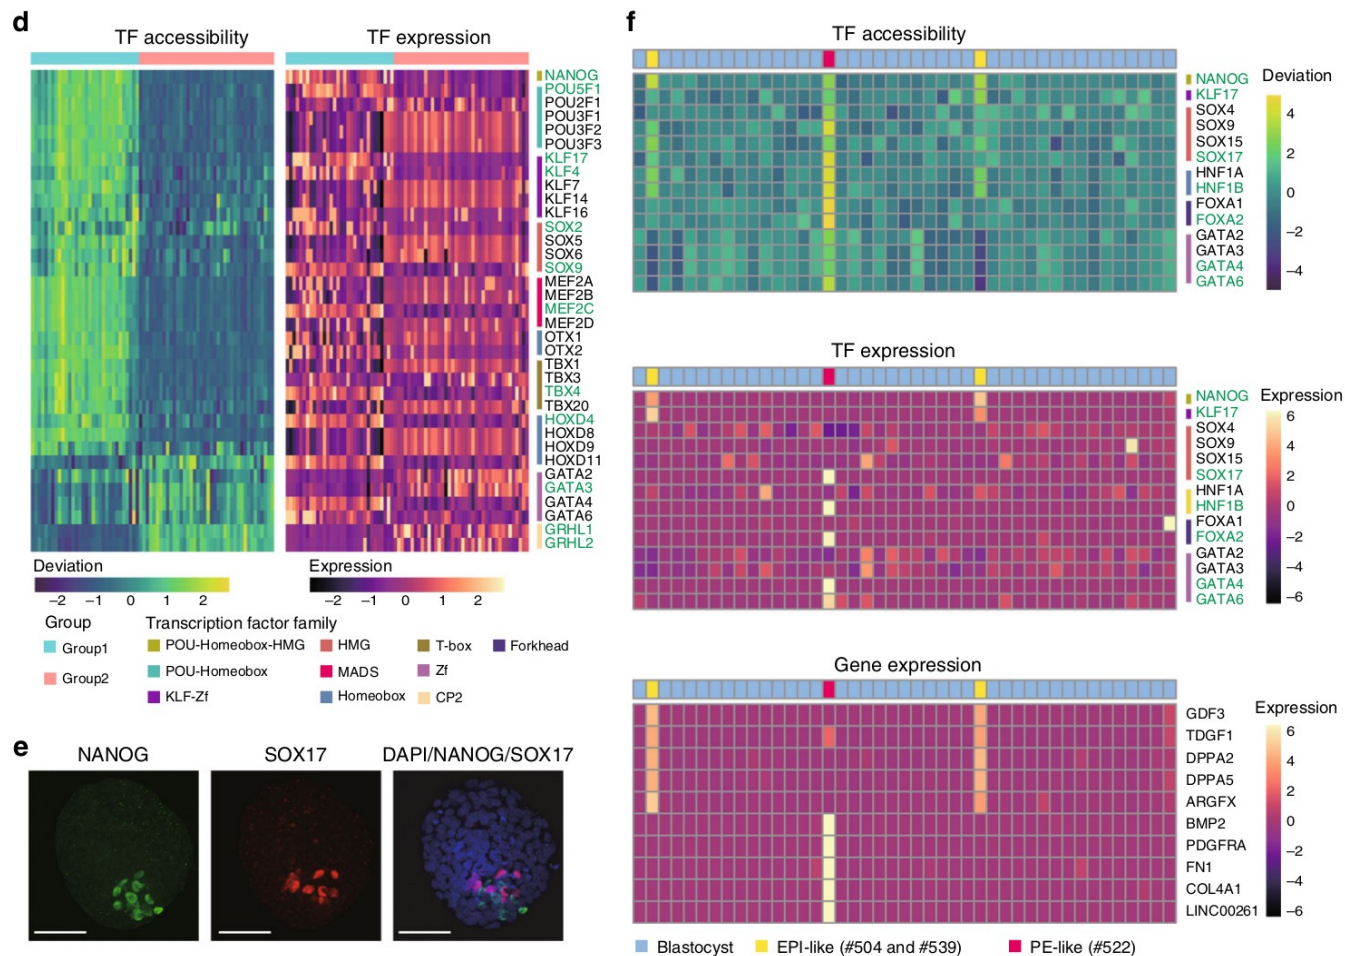 d
TF accessibility
TF expression
NANOG
POU5F1
POU2F1
POU3F1
POU3F2
POU3F3
KLF17
KLF4
KLF7
KLF14
KLF16
SOX2
SOX5
SOX6
SOX9
MEF2A
MEF2B
MEF2C
MEF2D
OTX1
OTX2
TBX1
TBX3
TBX4
TBX20
HOXD4
HOXD8
HOXD9
HOXD11
GATA2
GATA3
GATA4
GATA6
GRHL1
GRHL2
Deviation
−2 −1 0 1 2
Expression
−2 −1 0 1 2
Group
Group1
Group2
Transcription factor family
POU-Homeobox-HMG
HMG
T-box
Forkhead
POU-Homeobox
MADS
Zf
KLF-Zf
Homeobox
CP2
e
NANOG
SOX17
DAPI/NANOG/SOX17
f
TF accessibility
NANOG
KLF17
SOX4
SOX9
SOX15
SOX17
HNF1A
HNF1B
FOXA1
FOXA2
GATA2
GATA3
GATA4
GATA6
Deviation
4
2
0
−2
−4
TF expression
NANOG
KLF17
SOX4
SOX9
SOX15
SOX17
HNF1A
HNF1B
FOXA1
FOXA2
GATA2
GATA3
GATA4
GATA6
Expression
6
4
2
0
−2
−4
−6
Gene expression
GDF3
TDGF1
DPPA2
DPPA5
ARGFX
BMP2
PDGFRA
FN1
COL4A1
LINC00261
Expression
6
4
2
0
−2
−4
−6
Blastocyst
EPI-like (#504 and #539)
PE-like (#522)